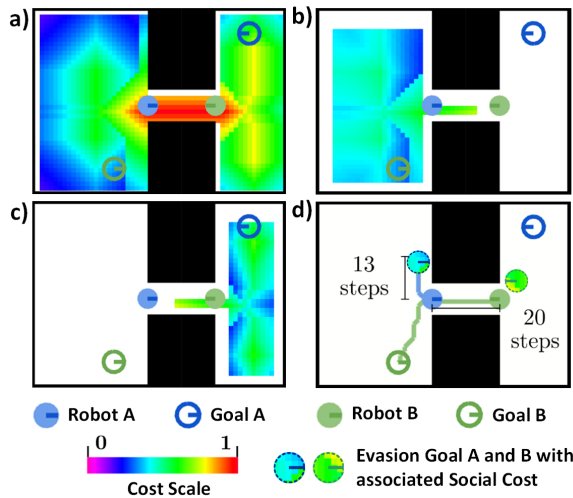 a)
b)
c)
d)
13
steps
20
steps
Robot A
Goal A
Robot B
Goal B
0
1
Cost Scale
Evasion Goal A and B with
associated Social Cost